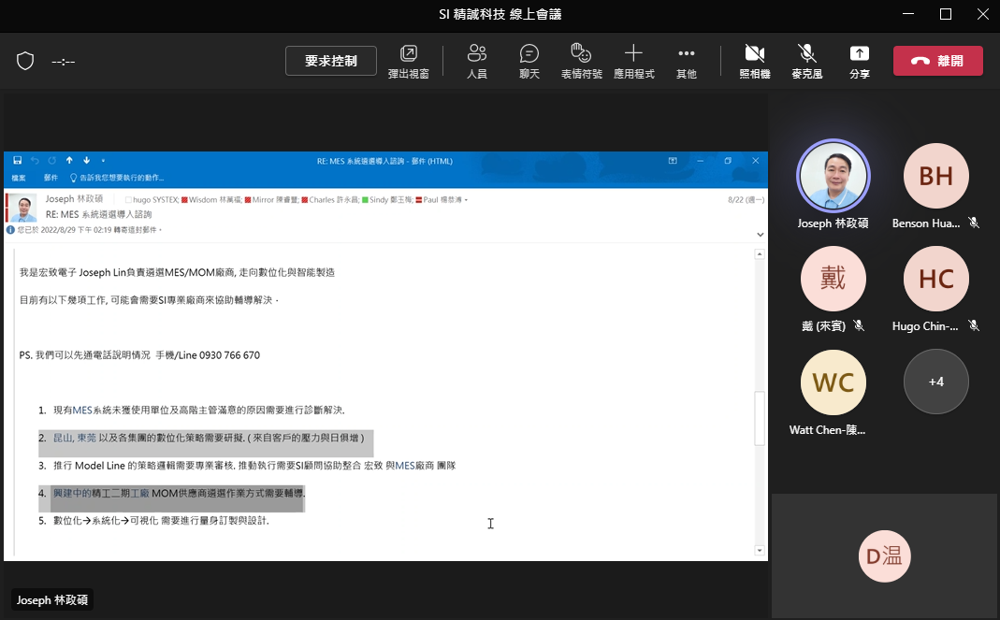 SI 精誠科技 線上會議
--:--
要求控制
彈出視窗
人員
聊天
表情符號
應用程式
其他
照相機
麥克風
分享
離開
RE: MES 系統遴選導入諮詢 - 郵件 (HTML)
檔案 郵件 告訴我您想要執行的動作...
Joseph 林政碩 hugo SYSTEX; Wisdom 林萬福; Mirror 陳睿豐; Charles 許永昌; Sindy 鄭玉梅; Paul 楊恭濤
8/22 (週一)
RE: MES 系統遴選導入諮詢
您已於 2022/8/29 下午 02:19 轉寄這封郵件。
我是宏致電子 Joseph Lin負責遴選MES/MOM廠商, 走向數位化與智能製造
目前有以下幾項工作, 可能會需要SI專業廠商來協助輔導解決。
PS. 我們可以先通電話說明情況 手機/Line 0930 766 670
1. 現有MES系統未獲使用單位及高階主管滿意的原因需要進行診斷解決.
2. 昆山, 東莞 以及各集團的數位化策略需要研擬. ( 來自客戶的壓力與日俱增 )
3. 推行 Model Line 的策略邏輯需要專業審核. 推動執行需要SI顧問協助整合 宏致 與MES廠商 團隊
4. 興建中的精工二期工廠 MOM供應商遴選作業方式需要輔導.
5. 數位化→系統化→可視化 需要進行量身訂製與設計.
Joseph 林政碩
Joseph 林政碩
BH
Benson Hua...
戴
戴 (來賓)
HC
Hugo Chin-...
WC
Watt Chen-陳...
+4
D温